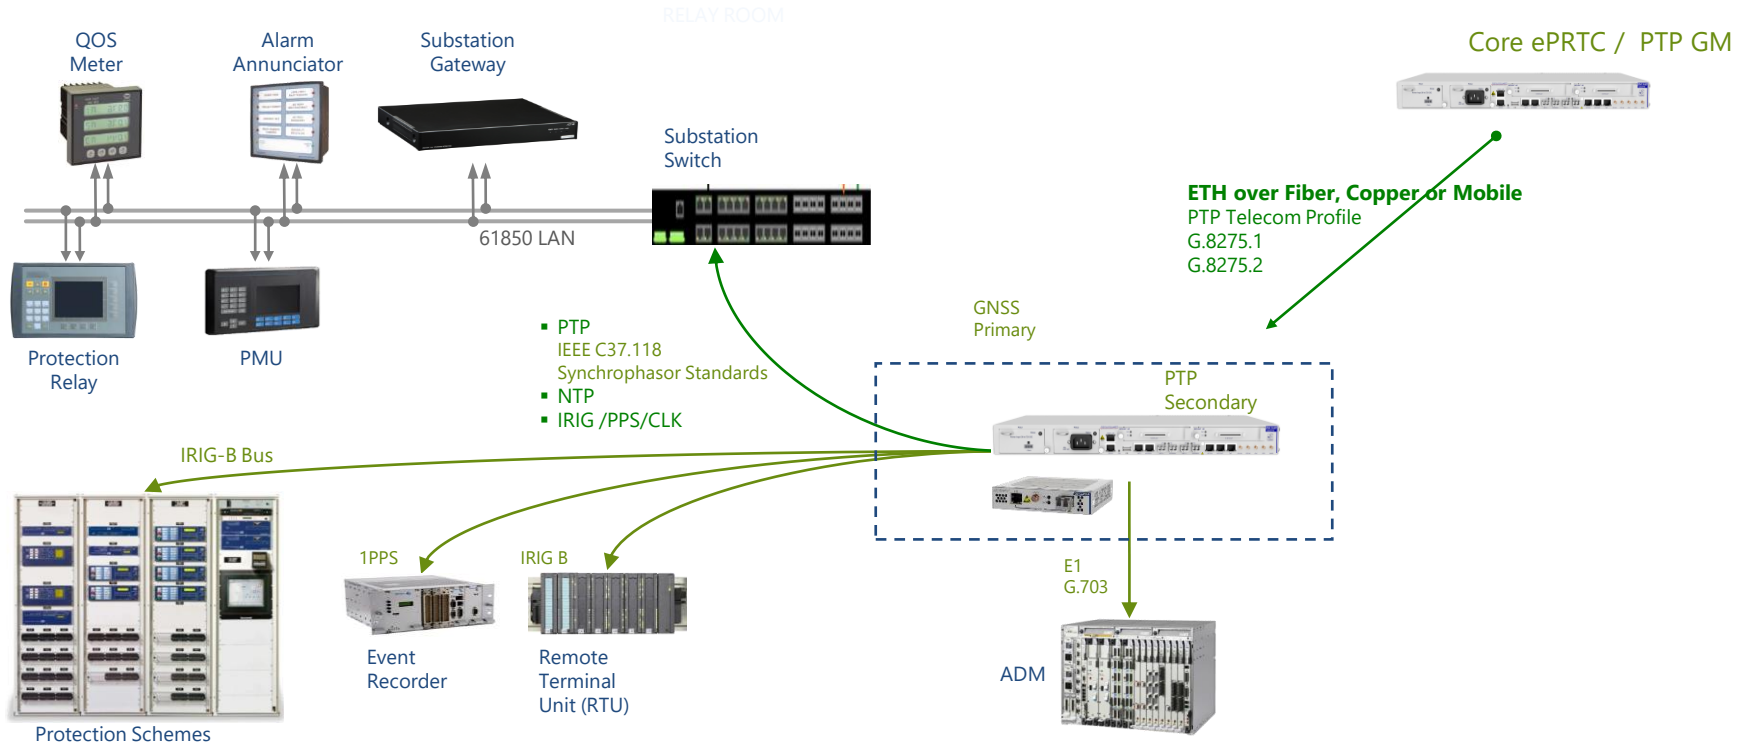 RELAY ROOM
QOS
Meter
Alarm
Annunciator
Substation
Gateway
Core ePRTC / PTP GM
Substation
Switch
ETH over Fiber, Copper or Mobile
PTP Telecom Profile
G.8275.1
G.8275.2
61850 LAN
GNSS
Primary
Protection
Relay
PMU
▪ PTP
IEEE C37.118
Synchrophasor Standards
▪ NTP
▪ IRIG /PPS/CLK
PTP
Secondary
IRIG-B Bus
1PPS
IRIG B
E1
G.703
Event
Recorder
Remote
Terminal
Unit (RTU)
ADM
Protection Schemes